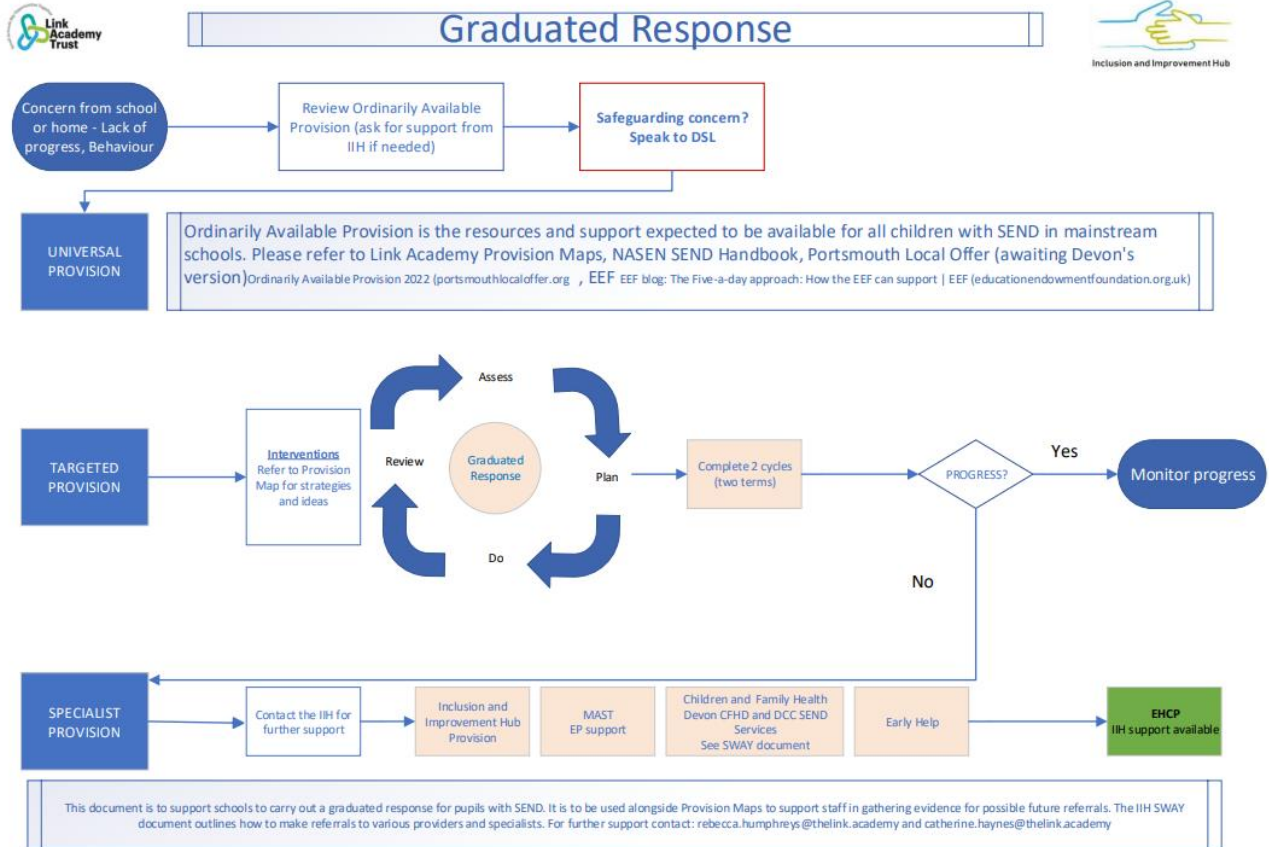 Link
Academy
Trust
Graduated Response
Inclusion and Improvement Hub
Concern from school
or home - Lack of
progress, Behaviour
Review Ordinarily Available
Provision (ask for support from
IIH if needed)
Safeguarding concern?
Speak to DSL
UNIVERSAL
PROVISION
Ordinarily Available Provision is the resources and support expected to be available for all children with SEND in mainstream
schools. Please refer to Link Academy Provision Maps, NASEN SEND Handbook, Portsmouth Local Offer (awaiting Devon's
version)Ordinarily Available Provision 2022 (portsmouthlocaloffer.org , EEF EEF blog: The Five-a-day approach: How the EEF can support | EEF (educationendowmentfoundation.org.uk)
TARGETED
PROVISION
Interventions
Refer to Provision
Map for strategies
and ideas
Assess
Review
Graduated
Response
Plan
Do
Complete 2 cycles
(two terms)
PROGRESS?
Yes
Monitor progress
No
SPECIALIST
PROVISION
Contact the IIH for
further support
Inclusion and
Improvement Hub
Provision
MAST
EP support
Children and Family Health
Devon CFHD and DCC SEND
Services
See SWAY document
Early Help
EHCP
IIH support available
This document is to support schools to carry out a graduated response for pupils with SEND. It is to be used alongside Provision Maps to support staff in gathering evidence for possible future referrals. The IIH SWAY
document outlines how to make referrals to various providers and specialists. For further support contact: rebecca.humphreys@thelink.academy and catherine.haynes@thelink.academy